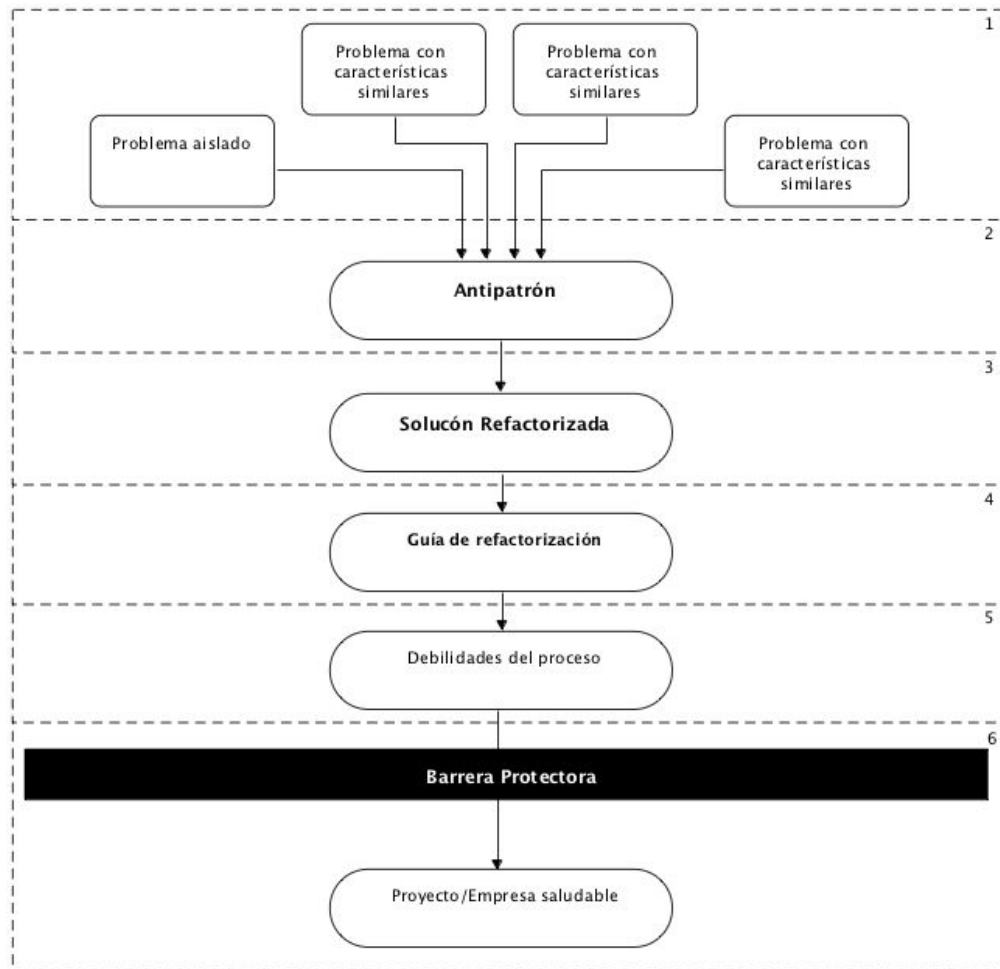 1
Problema con
características
similares
Problema con
características
similares
Problema aislado
Problema con
características
similares
2
Antipatrón
3
Solucón Refactorizada
4
Guía de refactorización
5
Debilidades del proceso
6
Barrera Protectora
Proyecto/Empresa saludable